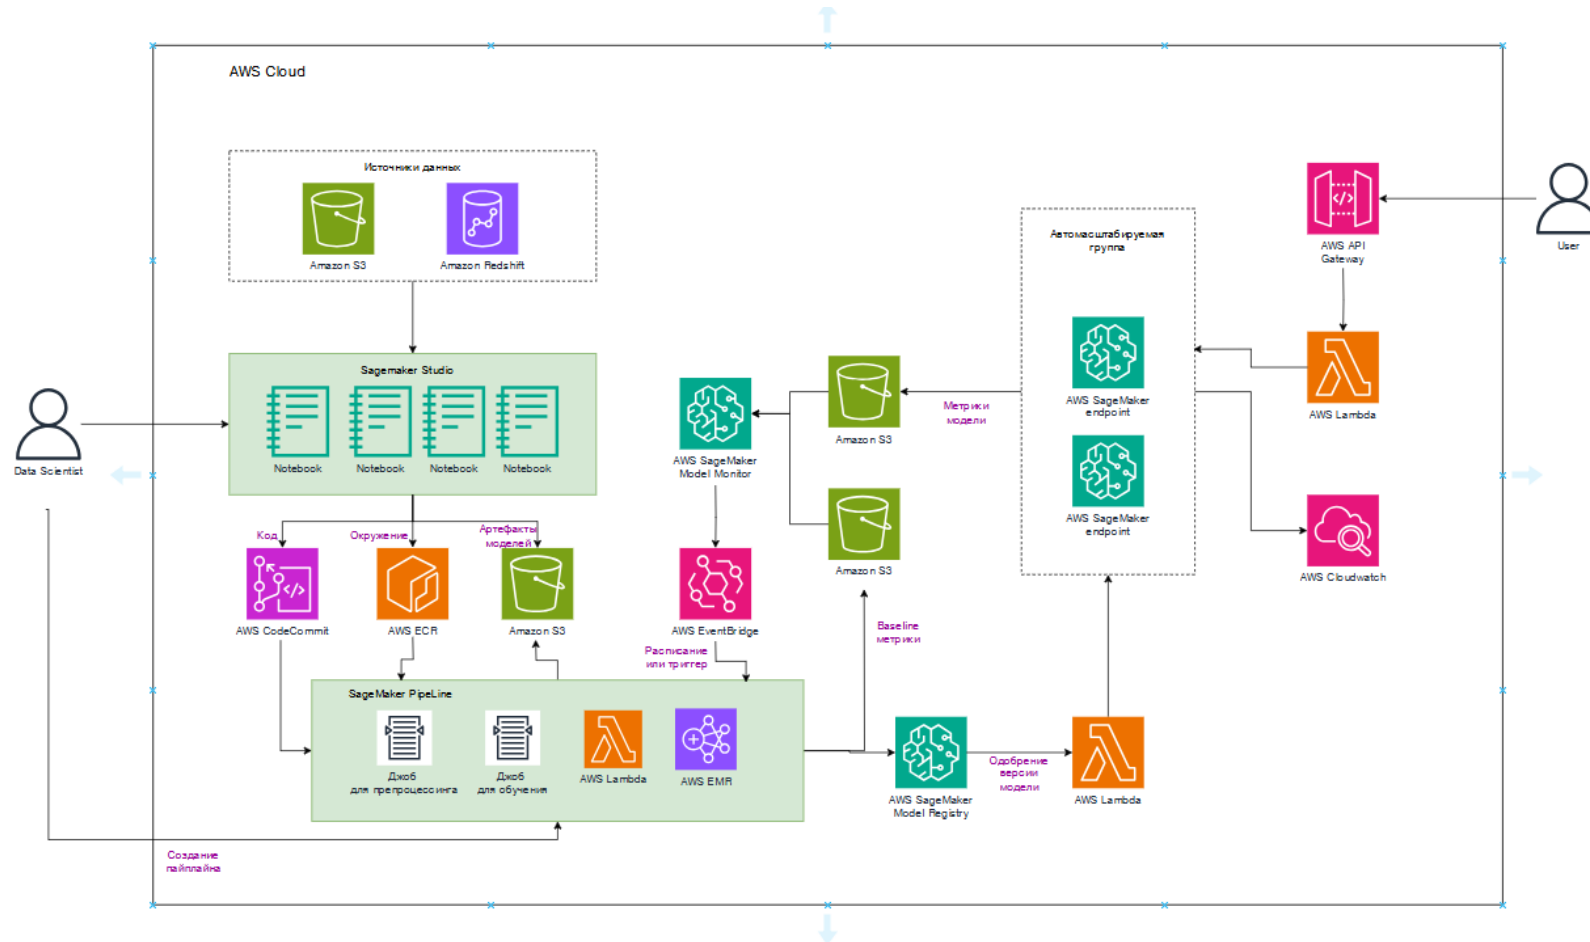 AWS Cloud
Источники данных
Amazon S3
Amazon Redshift
Sagemaker Studio
Notebook
Notebook
Notebook
Notebook
Data Scientist
Код
Окружение
Артефакты
моделей
AWS CodeCommit
AWS ECR
Amazon S3
SageMaker PipeLine
Джоб
для препроцессинга
Джоб
для обучения
AWS Lambda
AWS EMR
Создание
пайплайна
AWS SageMaker
Model Monitor
AWS EventBridge
Расписание
или триггер
Amazon S3
Amazon S3
Метрики
модели
Baseline
метрики
AWS SageMaker
Model Registry
Одобрение
версии
модели
AWS Lambda
Автомасштабируемая
группа
AWS SageMaker
endpoint
AWS SageMaker
endpoint
AWS API
Gateway
AWS Lambda
AWS Cloudwatch
User